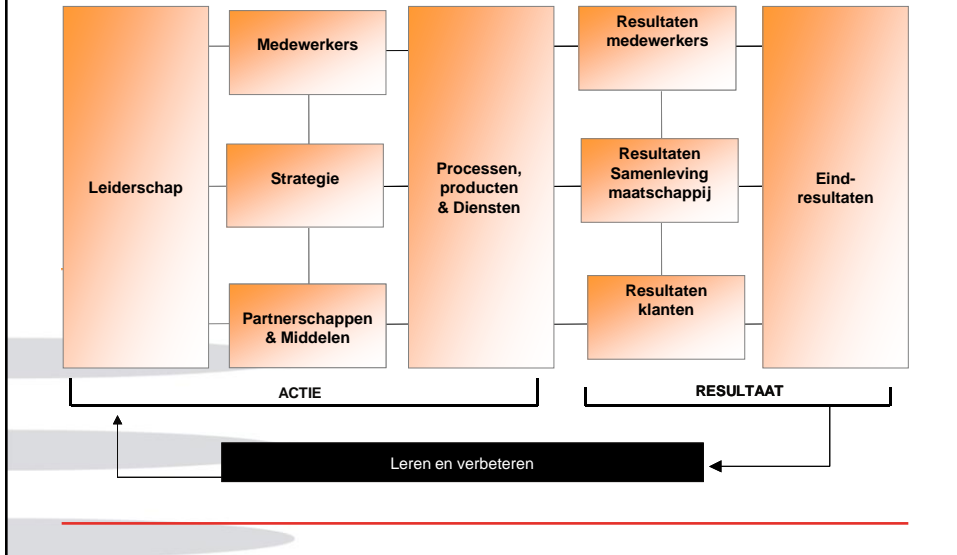 Leiderschap
Medewerkers
Strategie
Partnerschappen
& Middelen
Processen,
producten
& Diensten
Resultaten
medewerkers
Resultaten
Samenleving
maatschappij
Resultaten
klanten
Eind-
resultaten
ACTIE
RESULTAAT
Leren en verbeteren